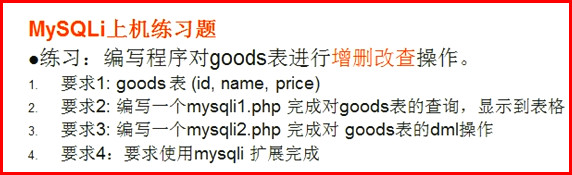 MySQLi上机练习题
●练习：编写程序对goods表进行增删改查操作。
1. 要求1: goods 表 (id, name, price)
2. 要求2: 编写一个mysqli1.php 完成对goods表的查询，显示到表格
3. 要求3: 编写一个mysqli2.php 完成对 goods表的dml操作
4. 要求4：要求使用mysqli 扩展完成